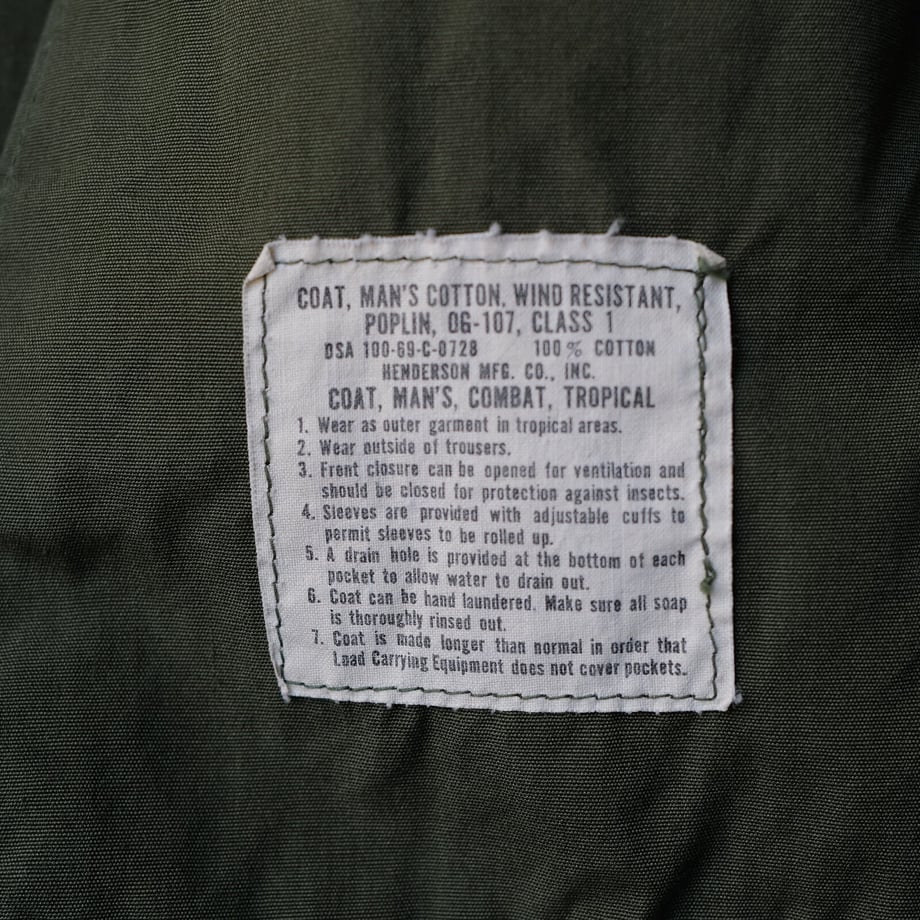 COAT, MAN'S COTTON, WIND RESISTANT,
POPLIN, OG-107, CLASS 1
DSA 100-69-C-0728 100% COTTON
HENDERSON MFG. CO., INC.
COAT, MAN'S, COMBAT, TROPICAL
1. Wear as outer garment in tropical areas.
2. Wear outside of trousers.
3. Front closure can be opened for ventilation and
should be closed for protection against insects.
4. Sleeves are provided with adjustable cuffs to
permit sleeves to be rolled up.
5. A drain hole is provided at the bottom of each
pocket to allow water to drain out.
6. Coat can be hand laundered. Make sure all soap
is thoroughly rinsed out.
7. Coat is made longer than normal in order that
Load Carrying Equipment does not cover pockets.